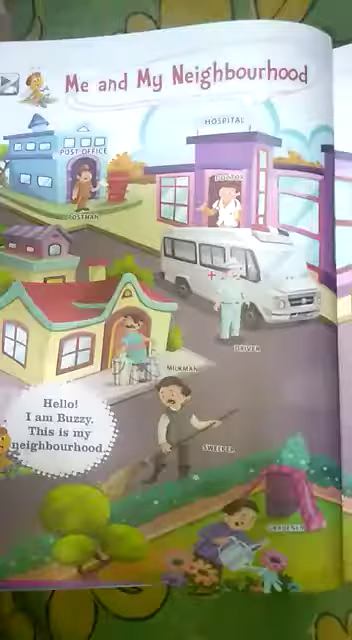 Me and My Neighbourhood
HOSPITAL
POST OFFICE
DOCTOR
POSTMAN
DRIVER
MILKMAN
Hello!
I am Buzzy.
This is my
neighbourhood
SWEEPER
GARDENER